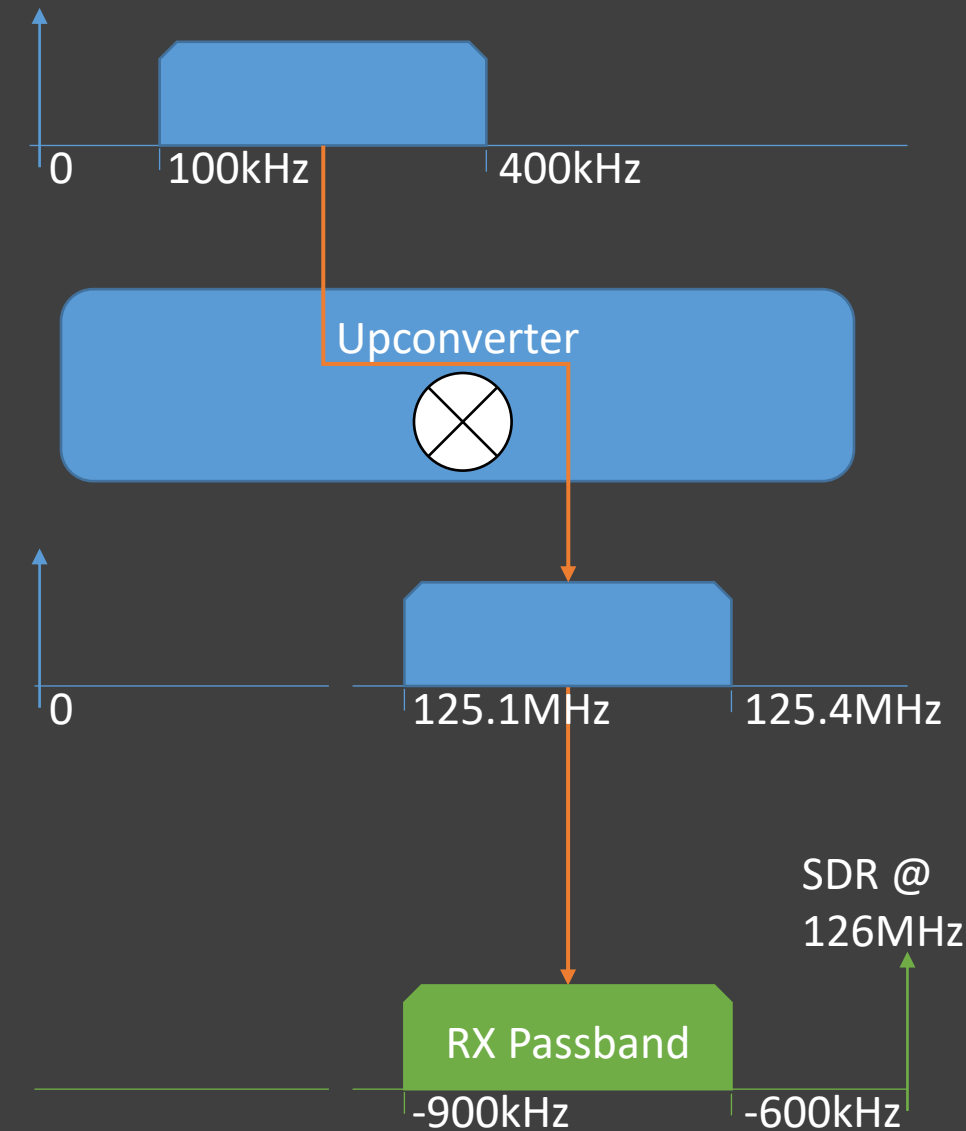 0
100kHz
400kHz
Upconverter
0
125.1MHz
125.4MHz
SDR @
126MHz
RX Passband
-900kHz
-600kHz